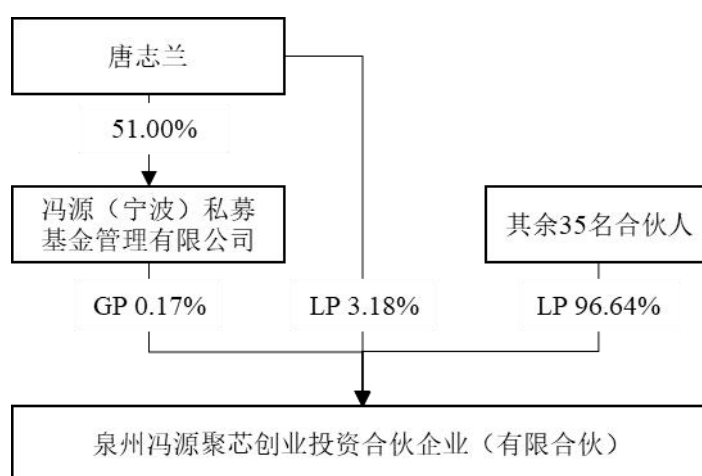 唐志兰
51.00%
冯源（宁波）私募
基金管理有限公司
其余35名合伙人
GP 0.17%
LP 3.18%
LP 96.64%
泉州冯源聚芯创业投资合伙企业（有限合伙）